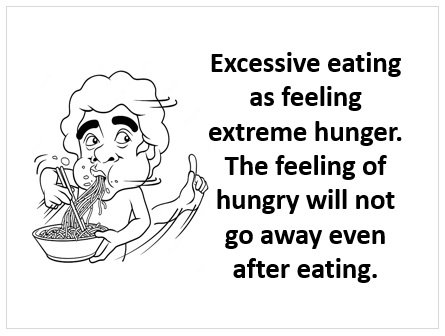 Excessive eating
as feeling
extreme hunger.
The feeling of
hungry will not
go away even
after eating.